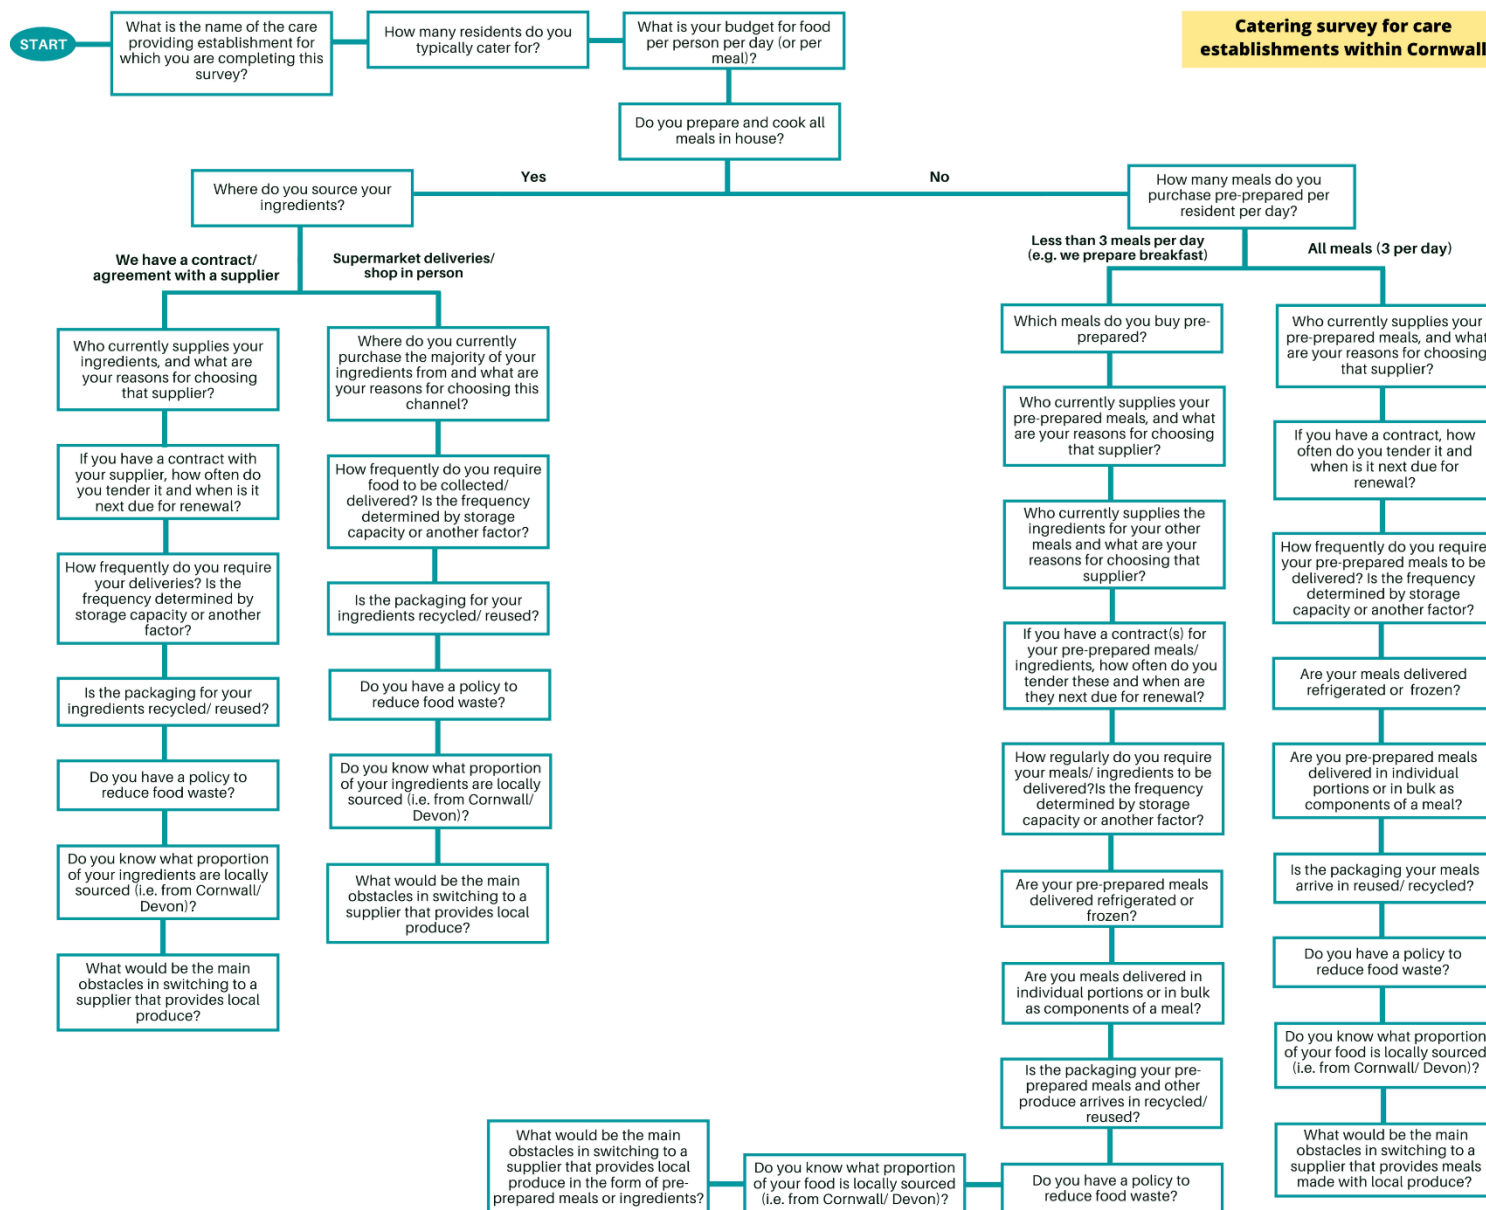 START
What is the name of the care
providing establishment for
which you are completing this
survey?
How many residents do you
typically cater for?
What is your budget for food
per person per day (or per
meal)?
Catering survey for care
establishments within Cornwall
Do you prepare and cook all
meals in house?
Yes
No
Where do you source your
ingredients?
How many meals do you
purchase pre-prepared per
resident per day?
We have a contract/
agreement with a supplier
Supermarket deliveries/
shop in person
Less than 3 meals per day
(e.g. we prepare breakfast)
All meals (3 per day)
Who currently supplies your
ingredients, and what are
your reasons for choosing
that supplier?
If you have a contract with
your supplier, how often do
you tender it and when is it
next due for renewal?
How frequently do you require
your deliveries? Is the
frequency determined by
storage capacity or another
factor?
Is the packaging for your
ingredients recycled/ reused?
Do you have a policy to
reduce food waste?
Do you know what proportion
of your ingredients are locally
sourced (i.e. from Cornwall/
Devon)?
What would be the main
obstacles in switching to a
supplier that provides local
produce?
Where do you currently
purchase the majority of your
ingredients from and what are
your reasons for choosing this
channel?
How frequently do you require
food to be collected/
delivered? Is the frequency
determined by storage
capacity or another factor?
Is the packaging for your
ingredients recycled/ reused?
Do you have a policy to
reduce food waste?
Do you know what proportion
of your ingredients are locally
sourced (i.e. from Cornwall/
Devon)?
What would be the main
obstacles in switching to a
supplier that provides local
produce?
Which meals do you buy pre-
prepared?
Who currently supplies your
pre-prepared meals, and what
are your reasons for choosing
that supplier?
Who currently supplies the
ingredients for your other
meals and what are your
reasons for choosing that
supplier?
If you have a contract(s) for
your pre-prepared meals/
ingredients, how often do you
tender these and when are
they next due for renewal?
How regularly do you require
your meals/ ingredients to be
delivered?Is the frequency
determined by storage
capacity or another factor?
Are your pre-prepared meals
delivered refrigerated or
frozen?
Are you meals delivered in
individual portions or in bulk
as components of a meal?
Is the packaging your pre-
prepared meals and other
produce arrives in recycled/
reused?
Do you have a policy to
reduce food waste?
Do you know what proportion
of your food is locally sourced
(i.e. from Cornwall/ Devon)?
What would be the main
obstacles in switching to a
supplier that provides local
produce in the form of pre-
prepared meals or ingredients?
Who currently supplies your
pre-prepared meals, and what
are your reasons for choosing
that supplier?
If you have a contract, how
often do you tender it and
when is it next due for
renewal?
How frequently do you require
your pre-prepared meals to be
delivered? Is the frequency
determined by storage
capacity or another factor?
Are your meals delivered
refrigerated or frozen?
Are you pre-prepared meals
delivered in individual
portions or in bulk as
components of a meal?
Is the packaging your meals
arrive in reused/ recycled?
Do you have a policy to
reduce food waste?
Do you know what proportion
of your food is locally sourced
(i.e. from Cornwall/ Devon)?
What would be the main
obstacles in switching to a
supplier that provides meals
made with local produce?